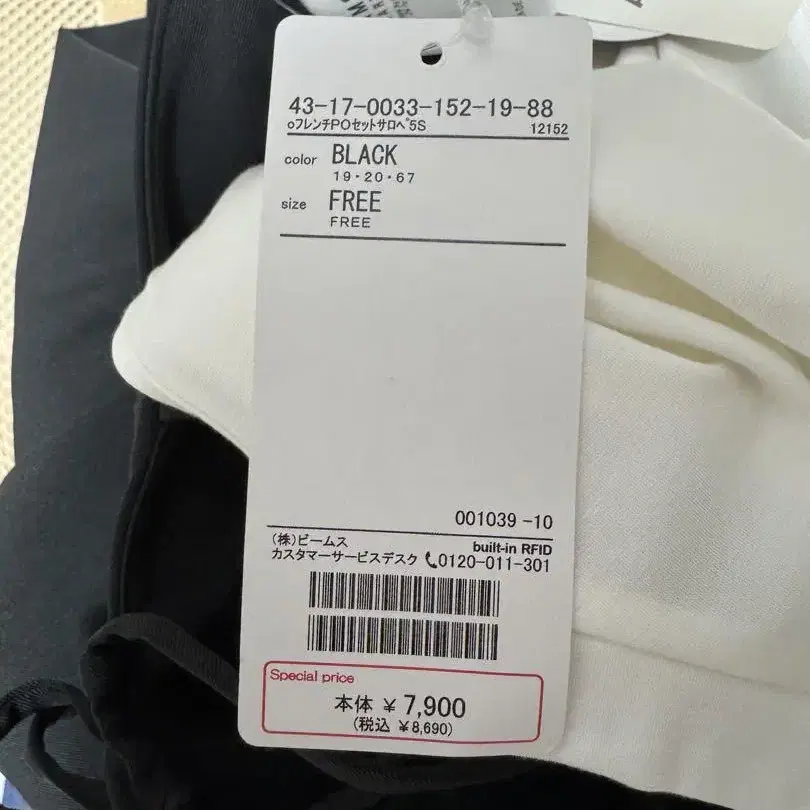 43-17-0033-152-19-88
oフレンチPOセットサロペ5S 12152
color BLACK
19・20・67
size FREE
FREE
001039 -10
(株)ビームス built-in RFID
カスタマーサービスデスク 0120-011-301
Special price
本体 ¥ 7,900
(税込 ¥8,690)